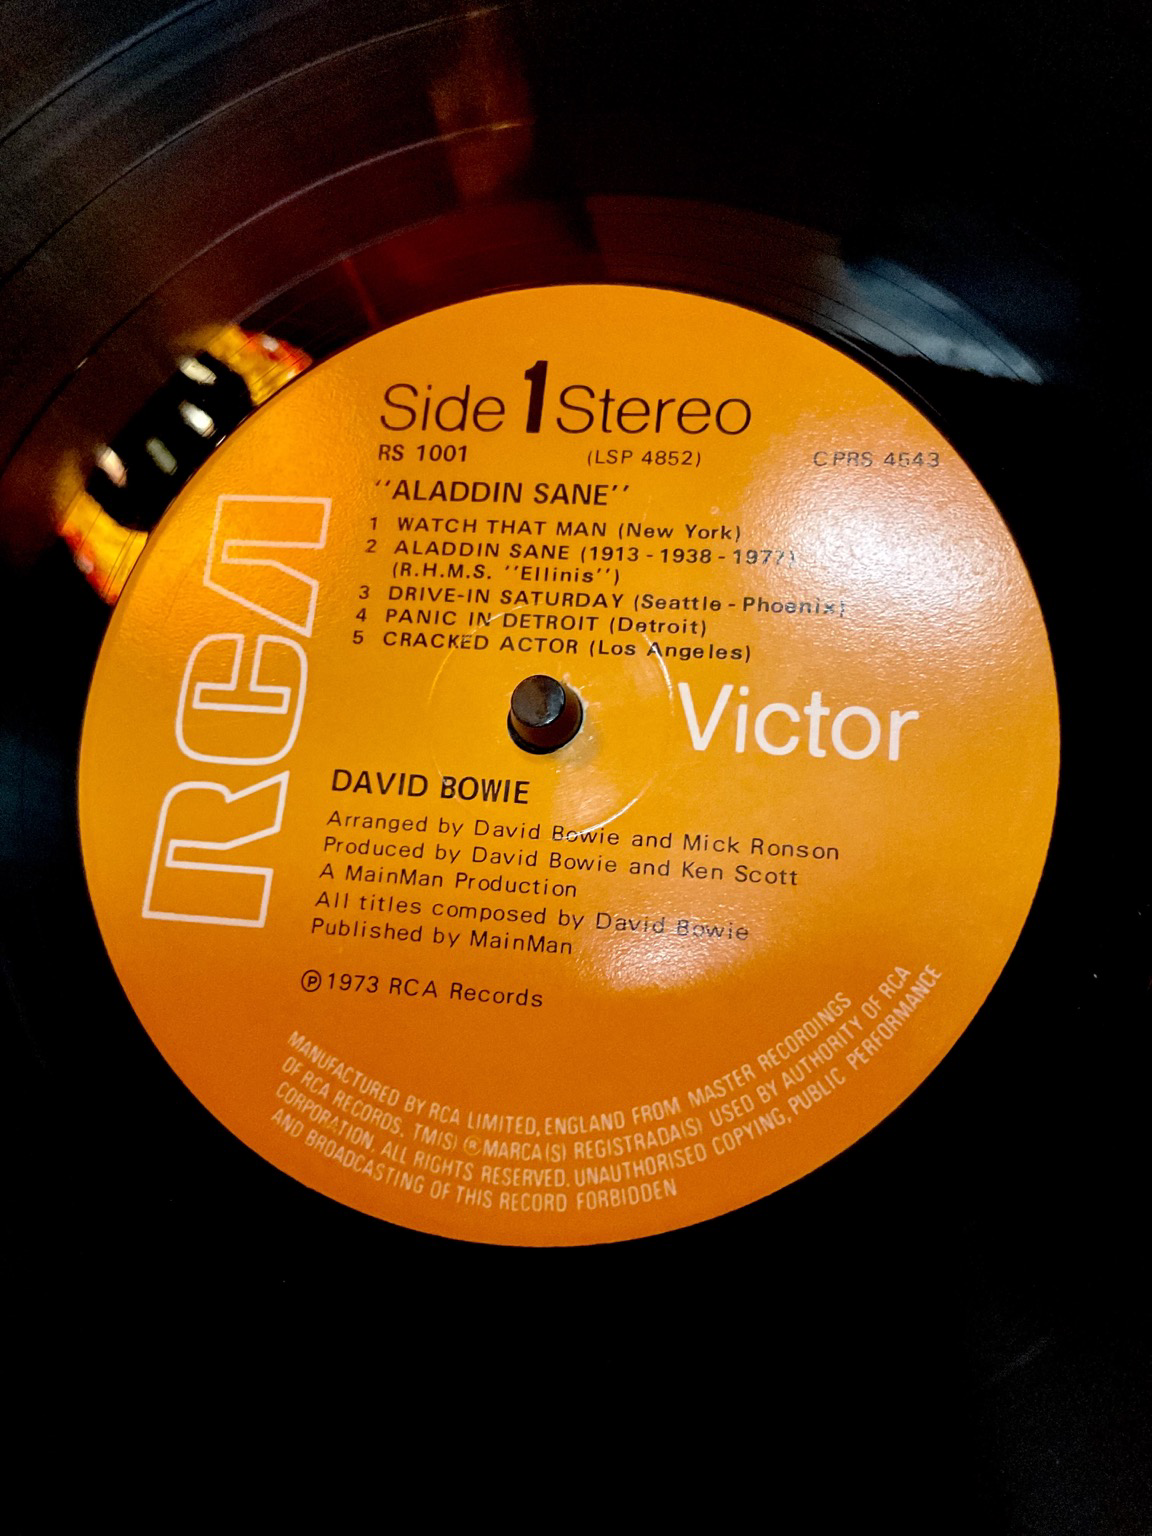 Side 1 Stereo
RS 1001 (LSP 4852) CPRS 4543
''ALADDIN SANE''
1 WATCH THAT MAN (New York)
2 ALADDIN SANE (1913 - 1938 - 197?)
(R.H.M.S. ''Ellinis'')
3 DRIVE-IN SATURDAY (Seattle - Phoenix)
4 PANIC IN DETROIT (Detroit)
5 CRACKED ACTOR (Los Angeles)
RCA
Victor
DAVID BOWIE
Arranged by David Bowie and Mick Ronson
Produced by David Bowie and Ken Scott
A MainMan Production
All titles composed by David Bowie
Published by MainMan
℗1973 RCA Records
MANUFACTURED BY RCA LIMITED, ENGLAND FROM MASTER RECORDINGS
OF RCA RECORDS. TM(S) ® MARCA(S) REGISTRADA(S) USED BY AUTHORITY OF RCA
CORPORATION. ALL RIGHTS RESERVED. UNAUTHORISED COPYING, PUBLIC PERFORMANCE
AND BROADCASTING OF THIS RECORD FORBIDDEN